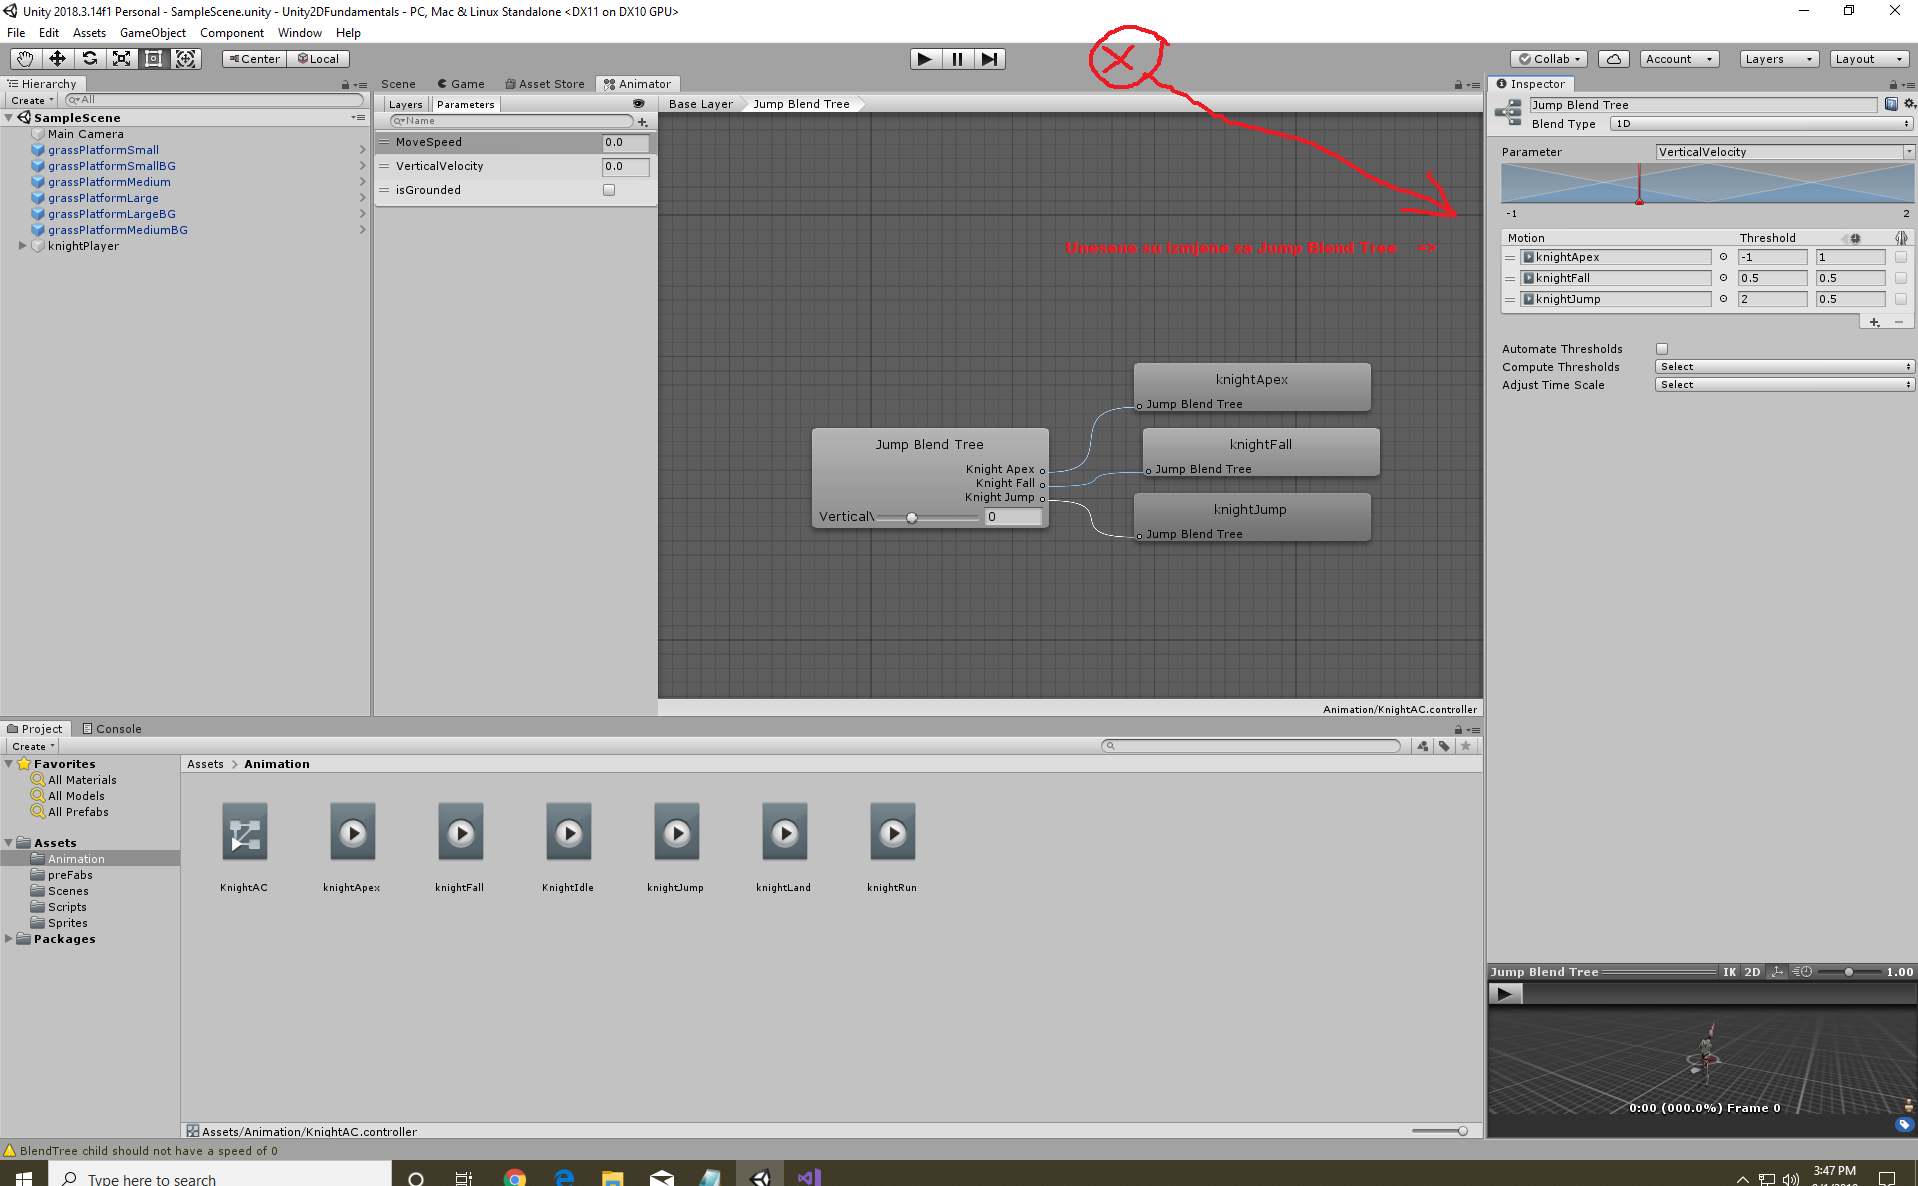 Unity 2018.3.14f1 Personal - SampleScene.unity - Unity2DFundamentals - PC, Mac & Linux Standalone <DX11 on DX10 GPU>
File Edit Assets GameObject Component Window Help
Center Local
Collab Account Layers Layout
Hierarchy
Create All
SampleScene
Main Camera
grassPlatformSmall
grassPlatformSmallBG
grassPlatformMedium
grassPlatformLarge
grassPlatformLargeBG
grassPlatformMediumBG
knightPlayer
Scene Game Asset Store Animator
Layers Parameters
Name
MoveSpeed 0.0
VerticalVelocity 0.0
isGrounded
Base Layer Jump Blend Tree
Unesene su izmjene za Jump Blend Tree =>
Jump Blend Tree
Knight Apex
Knight Fall
Knight Jump
Vertical 0
knightApex
Jump Blend Tree
knightFall
Jump Blend Tree
knightJump
Jump Blend Tree
Animation/KnightAC.controller
Inspector
Jump Blend Tree
Blend Type 1D
Parameter VerticalVelocity
-1 2
Motion Threshold
knightApex -1 1
knightFall 0.5 0.5
knightJump 2 0.5
Automate Thresholds
Compute Thresholds Select
Adjust Time Scale Select
Jump Blend Tree IK 2D 1.00
0:00 (000.0%) Frame 0
Project Console
Create
Favorites
All Materials
All Models
All Prefabs
Assets
Animation
preFabs
Scenes
Scripts
Sprites
Packages
Assets > Animation
KnightAC knightApex knightFall KnightIdle knightJump knightLand knightRun
Assets/Animation/KnightAC.controller
BlendTree child should not have a speed of 0
Type here to search
3:47 PM